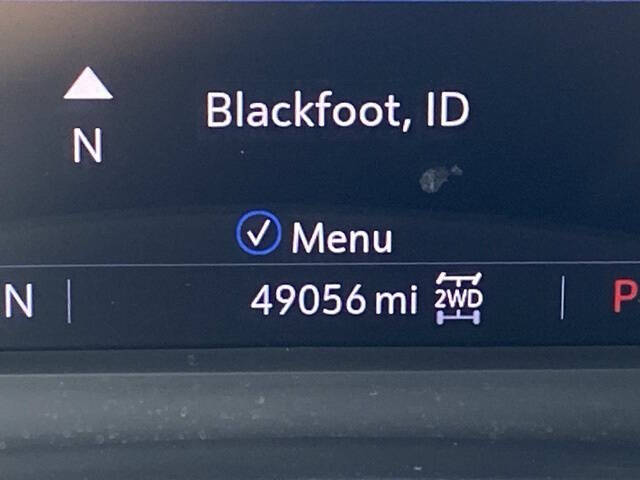 Blackfoot, ID
N
Menu
N 49056 mi 2WD P